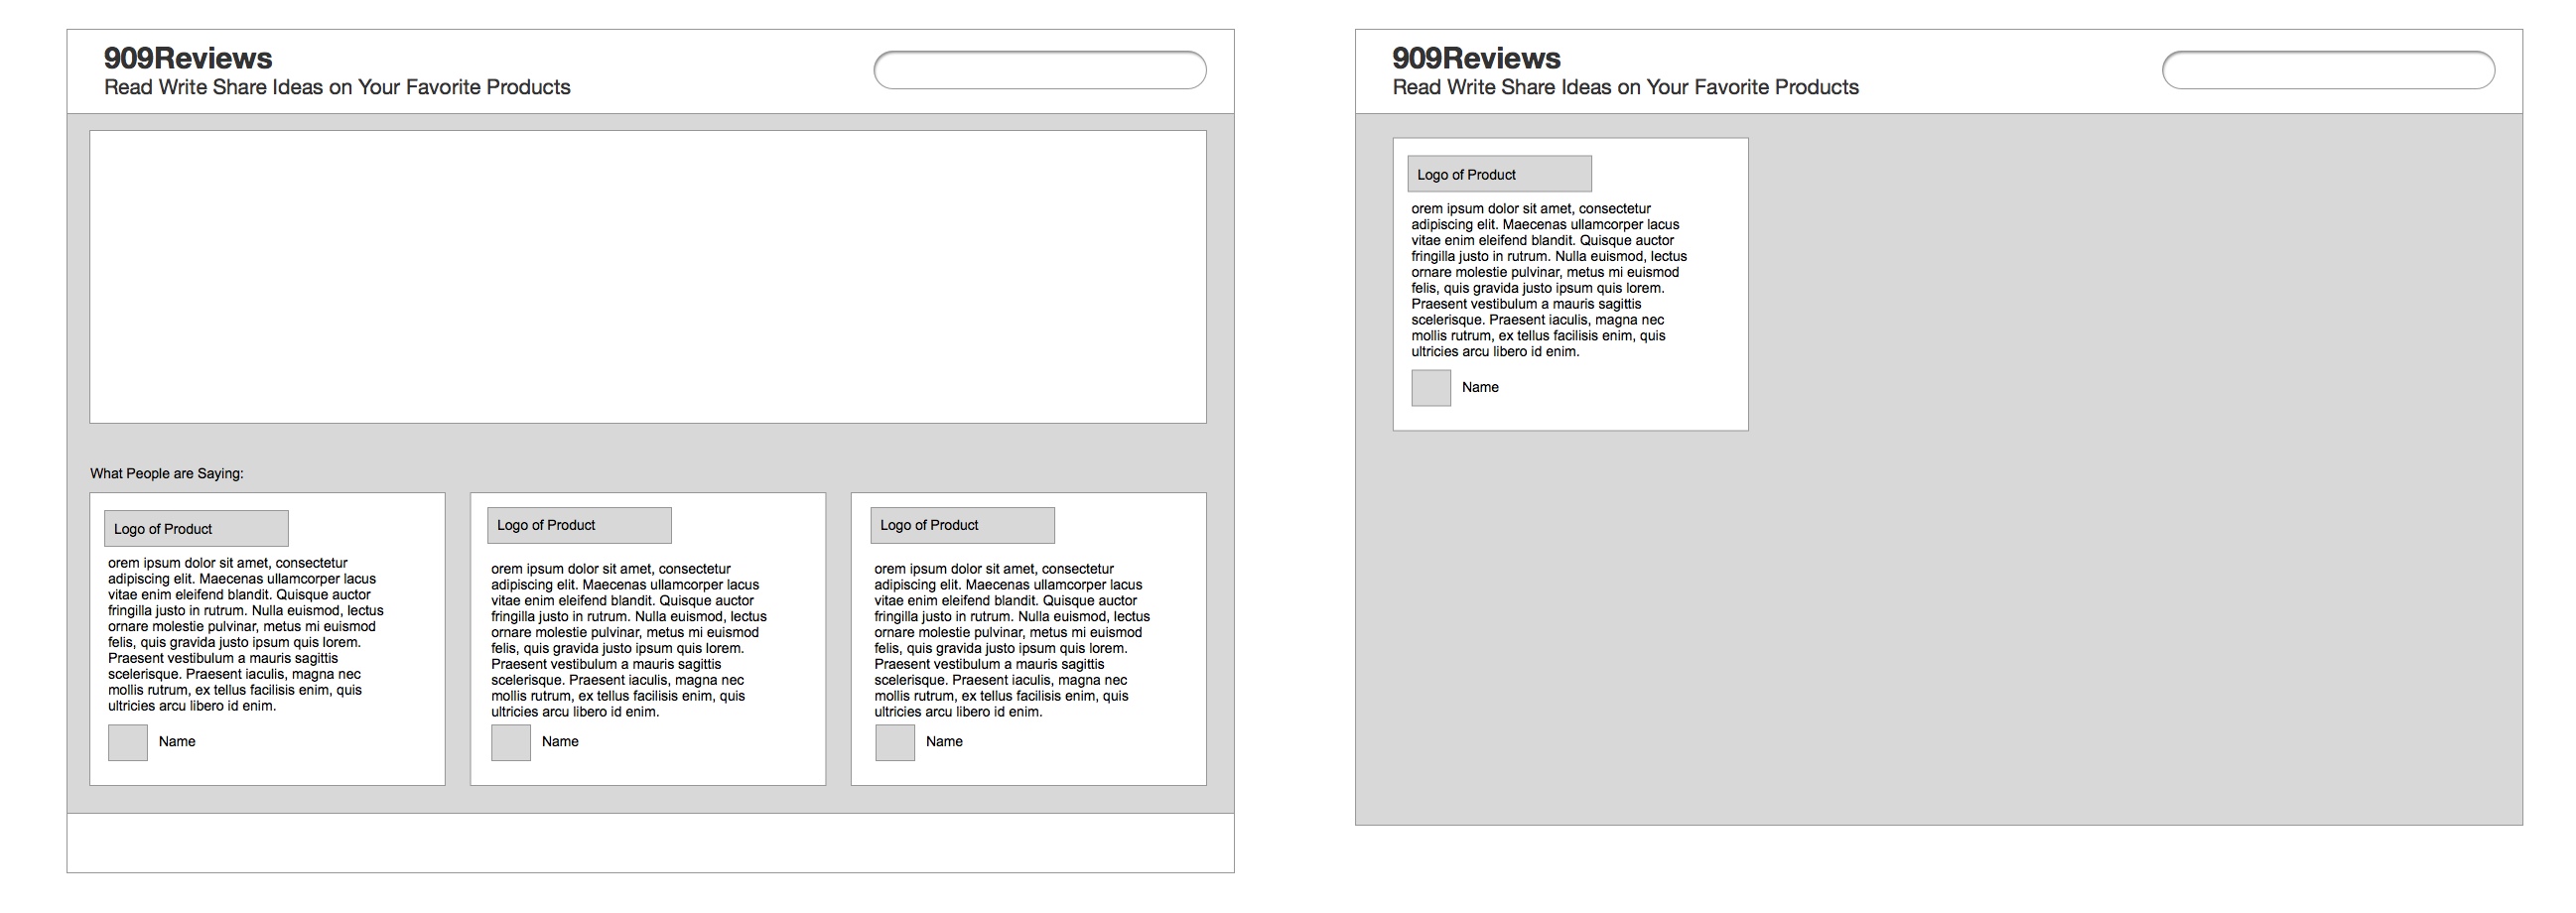 909Reviews
Read Write Share Ideas on Your Favorite Products
What People are Saying:
Logo of Product
orem ipsum dolor sit amet, consectetur
adipiscing elit. Maecenas ullamcorper lacus
vitae enim eleifend blandit. Quisque auctor
fringilla justo in rutrum. Nulla euismod, lectus
ornare molestie pulvinar, metus mi euismod
felis, quis gravida justo ipsum quis lorem.
Praesent vestibulum a mauris sagittis
scelerisque. Praesent iaculis, magna nec
mollis rutrum, ex tellus facilisis enim, quis
ultricies arcu libero id enim.
Name
Logo of Product
orem ipsum dolor sit amet, consectetur
adipiscing elit. Maecenas ullamcorper lacus
vitae enim eleifend blandit. Quisque auctor
fringilla justo in rutrum. Nulla euismod, lectus
ornare molestie pulvinar, metus mi euismod
felis, quis gravida justo ipsum quis lorem.
Praesent vestibulum a mauris sagittis
scelerisque. Praesent iaculis, magna nec
mollis rutrum, ex tellus facilisis enim, quis
ultricies arcu libero id enim.
Name
Logo of Product
orem ipsum dolor sit amet, consectetur
adipiscing elit. Maecenas ullamcorper lacus
vitae enim eleifend blandit. Quisque auctor
fringilla justo in rutrum. Nulla euismod, lectus
ornare molestie pulvinar, metus mi euismod
felis, quis gravida justo ipsum quis lorem.
Praesent vestibulum a mauris sagittis
scelerisque. Praesent iaculis, magna nec
mollis rutrum, ex tellus facilisis enim, quis
ultricies arcu libero id enim.
Name
909Reviews
Read Write Share Ideas on Your Favorite Products
Logo of Product
orem ipsum dolor sit amet, consectetur
adipiscing elit. Maecenas ullamcorper lacus
vitae enim eleifend blandit. Quisque auctor
fringilla justo in rutrum. Nulla euismod, lectus
ornare molestie pulvinar, metus mi euismod
felis, quis gravida justo ipsum quis lorem.
Praesent vestibulum a mauris sagittis
scelerisque. Praesent iaculis, magna nec
mollis rutrum, ex tellus facilisis enim, quis
ultricies arcu libero id enim.
Name